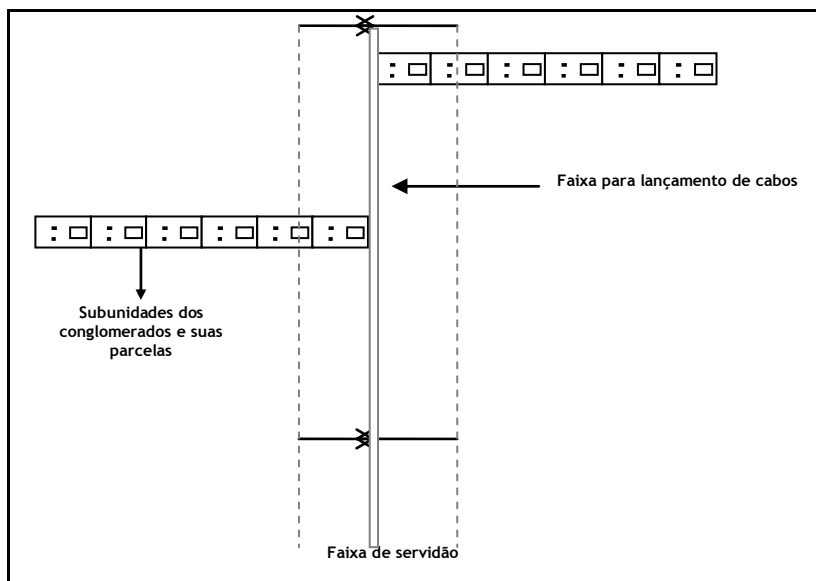 Faixa para lançamento de cabos
Subunidades dos
conglomerados e suas
parcelas
Faixa de servidão